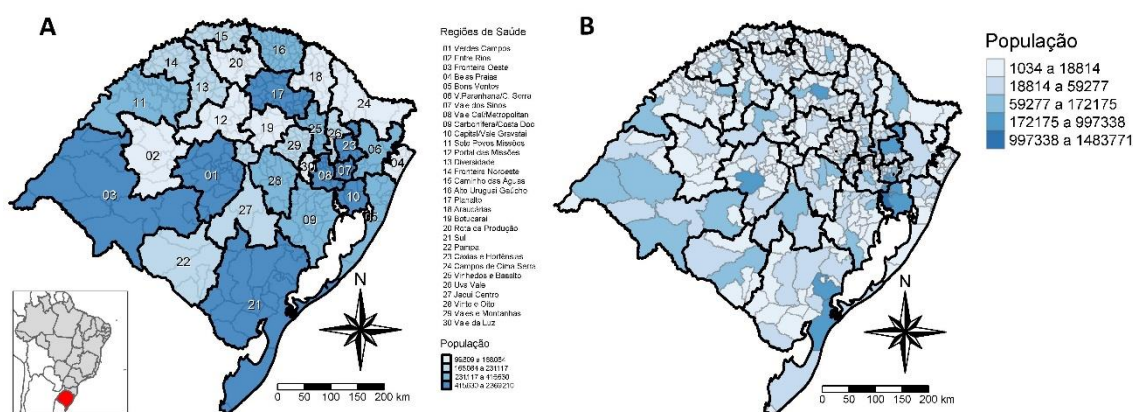 A
Regiões de Saúde
01 Verdes Campos
02 Entre Rios
03 Fronteira Oeste
04 Belas Praias
05 Bons Ventos
06 V.Paranhana/C. Serra
07 Vale dos Sinos
08 Vale Caí/Metropolitan
09 Carbonífera/Costa Doc
10 Capital/Vale Gravataí
11 Sete Povos Missões
12 Portal das Missões
13 Diversidade
14 Fronteira Noroeste
15 Caminho das Águas
16 Alto Uruguai Gaúcho
17 Planalto
18 Araucárias
19 Botucaraí
20 Rota da Produção
21 Sul
22 Pampa
23 Caxias e Hortênsias
24 Campos de Cima Serra
25 Vinhedos e Basalto
26 Uva Vale
27 Jacuí Centro
28 Vinte e Oito
29 Vales e Montanhas
30 Vale da Luz
População
231117 a 415630
415630 a 2369210
15
16
14
20
18
13
17
24
11
12
19
25
26
23
06
29
04
02
30
07
08
03
01
28
10
05
27
09
22
21
N
0 50 100 150 200 km
B
População
1034 a 18814
18814 a 59277
59277 a 172175
172175 a 997338
997338 a 1483771
N
0 50 100 150 200 km